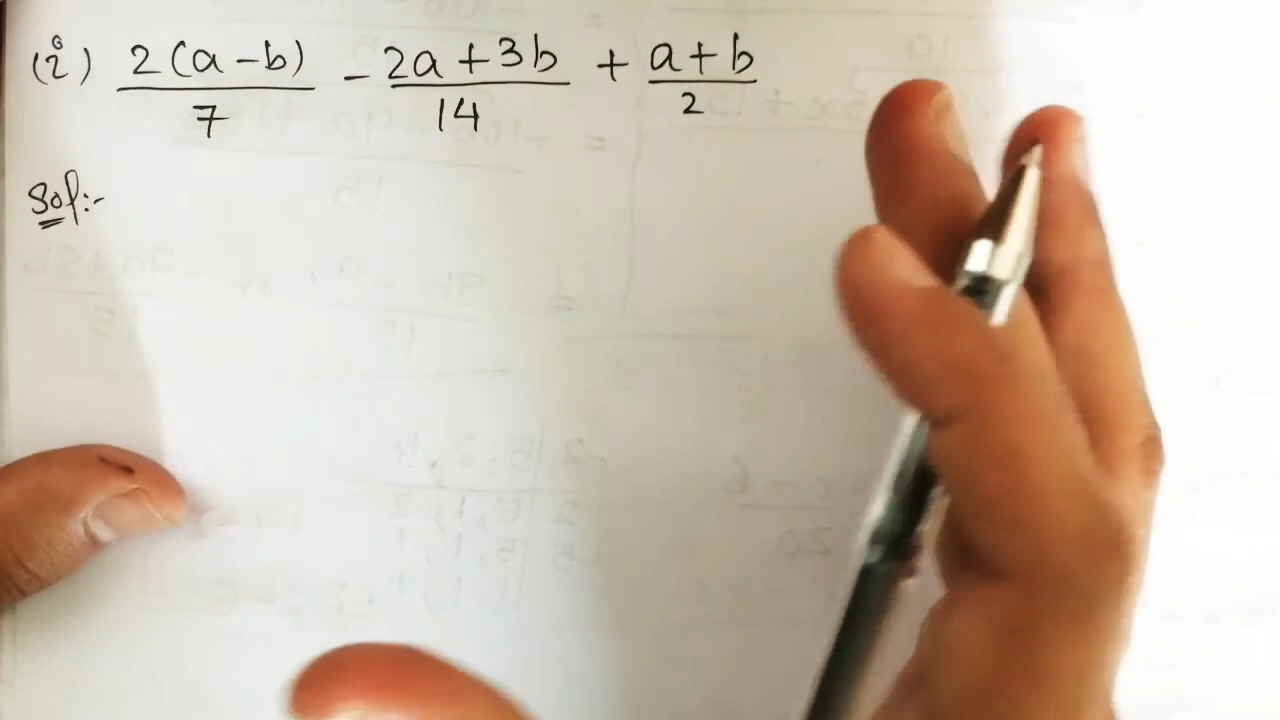 (i) 2(a-b)/7 - 2a+3b/14 + a+b/2
Sol:-